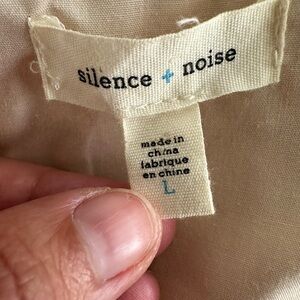 silence + noise
made in
china
fabrique
en chine
L